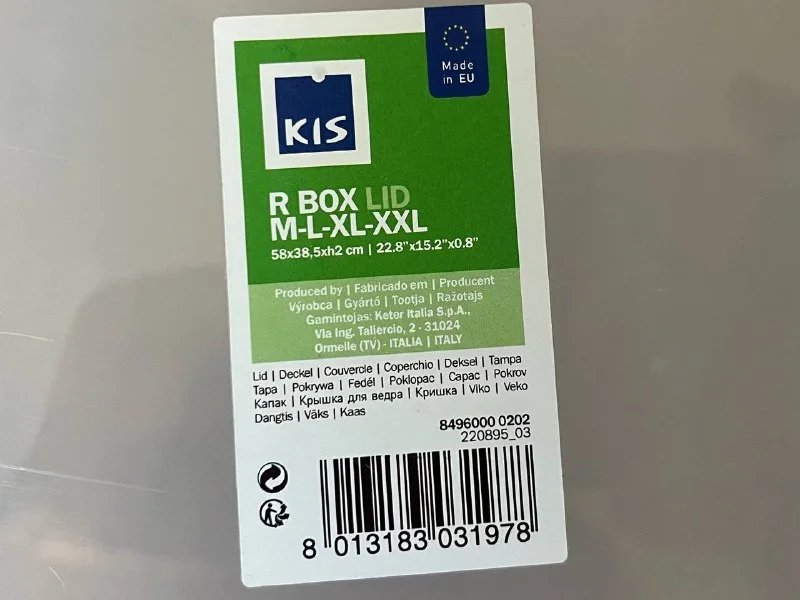 Made
in EU
KIS
R BOX LID
M-L-XL-XXL
58x38,5xh2 cm | 22.8"x15.2"x0.8"
Produced by | Fabricado em | Producent
Výrobca | Gyártó | Tootja | Ražotajs
Gamintojas: Keter Italia S.p.A.,
Via Ing. Taliercio, 2 - 31024
Ormelle (TV) - ITALIA | ITALY
Lid | Deckel | Couvercle | Coperchio | Deksel | Tampa
Tapa | Pokrywa | Fedél | Poklopac | Capac | Pokrov
Капак | Крышка для ведра | Кришка | Viko | Veko
Dangtis | Vāks | Kaas
8496000 0202
220895_03
8 013183 031978